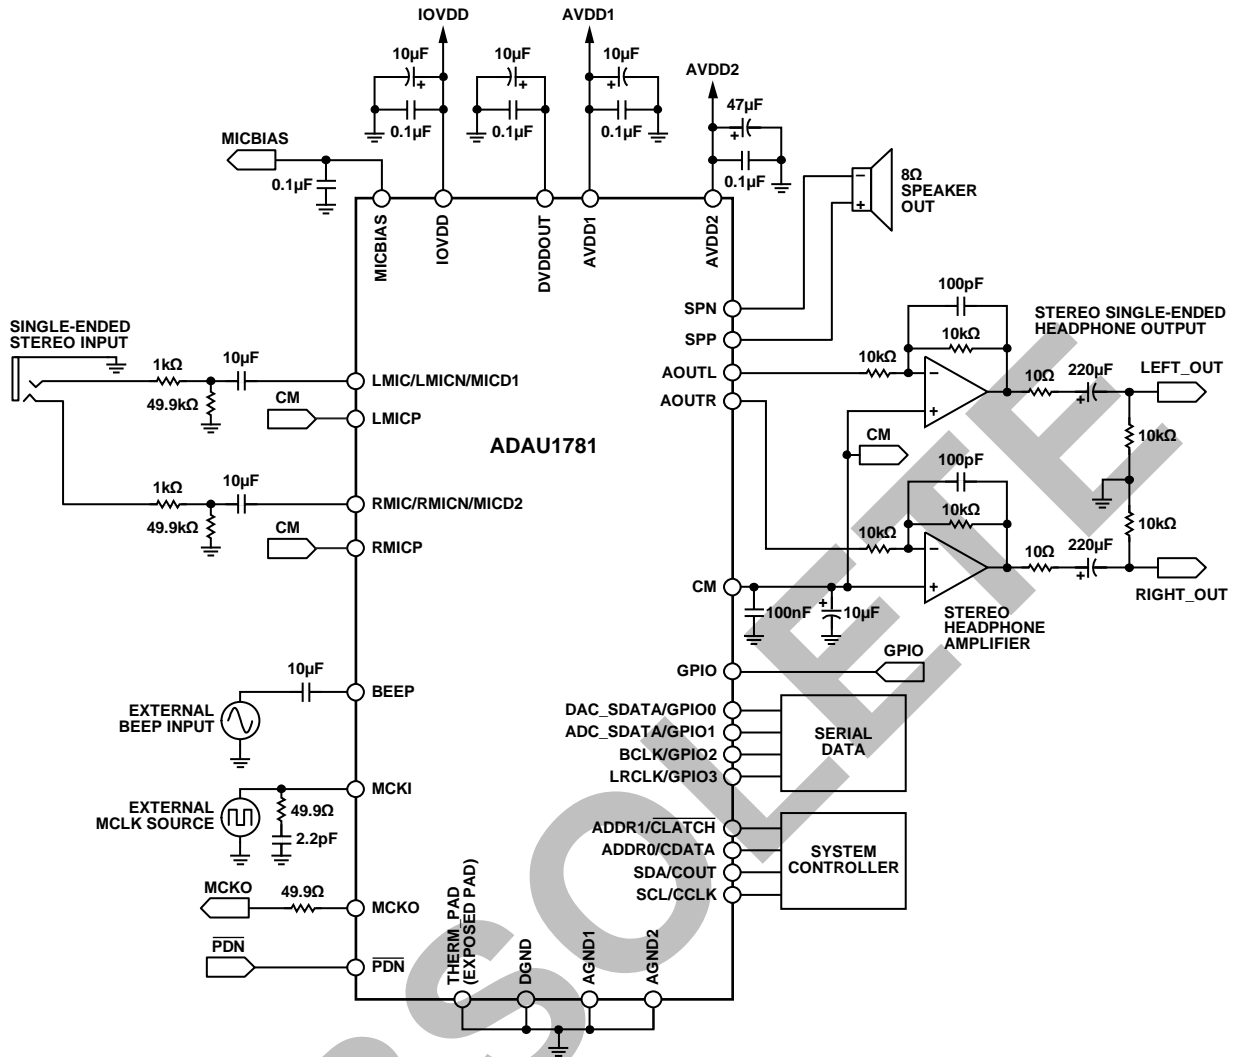 IOVDD
AVDD1
AVDD2
10µF
10µF
10µF
47µF
0.1µF
0.1µF
0.1µF
0.1µF
MICBIAS
0.1µF
MICBIAS
IOVDD
DVDDOUT
AVDD1
AVDD2
8Ω
SPEAKER
OUT
SPN
SPP
AOUTL
AOUTR
SINGLE-ENDED
STEREO INPUT
1kΩ
10µF
49.9kΩ
LMIC/LMICN/MICD1
CM
LMICP
1kΩ
10µF
49.9kΩ
RMIC/RMICN/MICD2
CM
RMICP
ADAU1781
100pF
10kΩ
10kΩ
STEREO SINGLE-ENDED
HEADPHONE OUTPUT
10Ω
220µF
LEFT_OUT
10kΩ
CM
100pF
10kΩ
10kΩ
10kΩ
10Ω
220µF
RIGHT_OUT
STEREO
HEADPHONE
AMPLIFIER
CM
100nF
10µF
GPIO
GPIO
10µF
BEEP
EXTERNAL
BEEP INPUT
DAC_SDATA/GPIO0
ADC_SDATA/GPIO1
BCLK/GPIO2
LRCLK/GPIO3
SERIAL
DATA
MCKI
EXTERNAL
MCLK SOURCE
49.9Ω
2.2pF
ADDR1/CLATCH
ADDR0/CDATA
SDA/COUT
SCL/CCLK
SYSTEM
CONTROLLER
MCKO
49.9Ω
MCKO
PDN
PDN
THERM_PAD
(EXPOSED PAD)
DGND
AGND1
AGND2
OBSOLETE